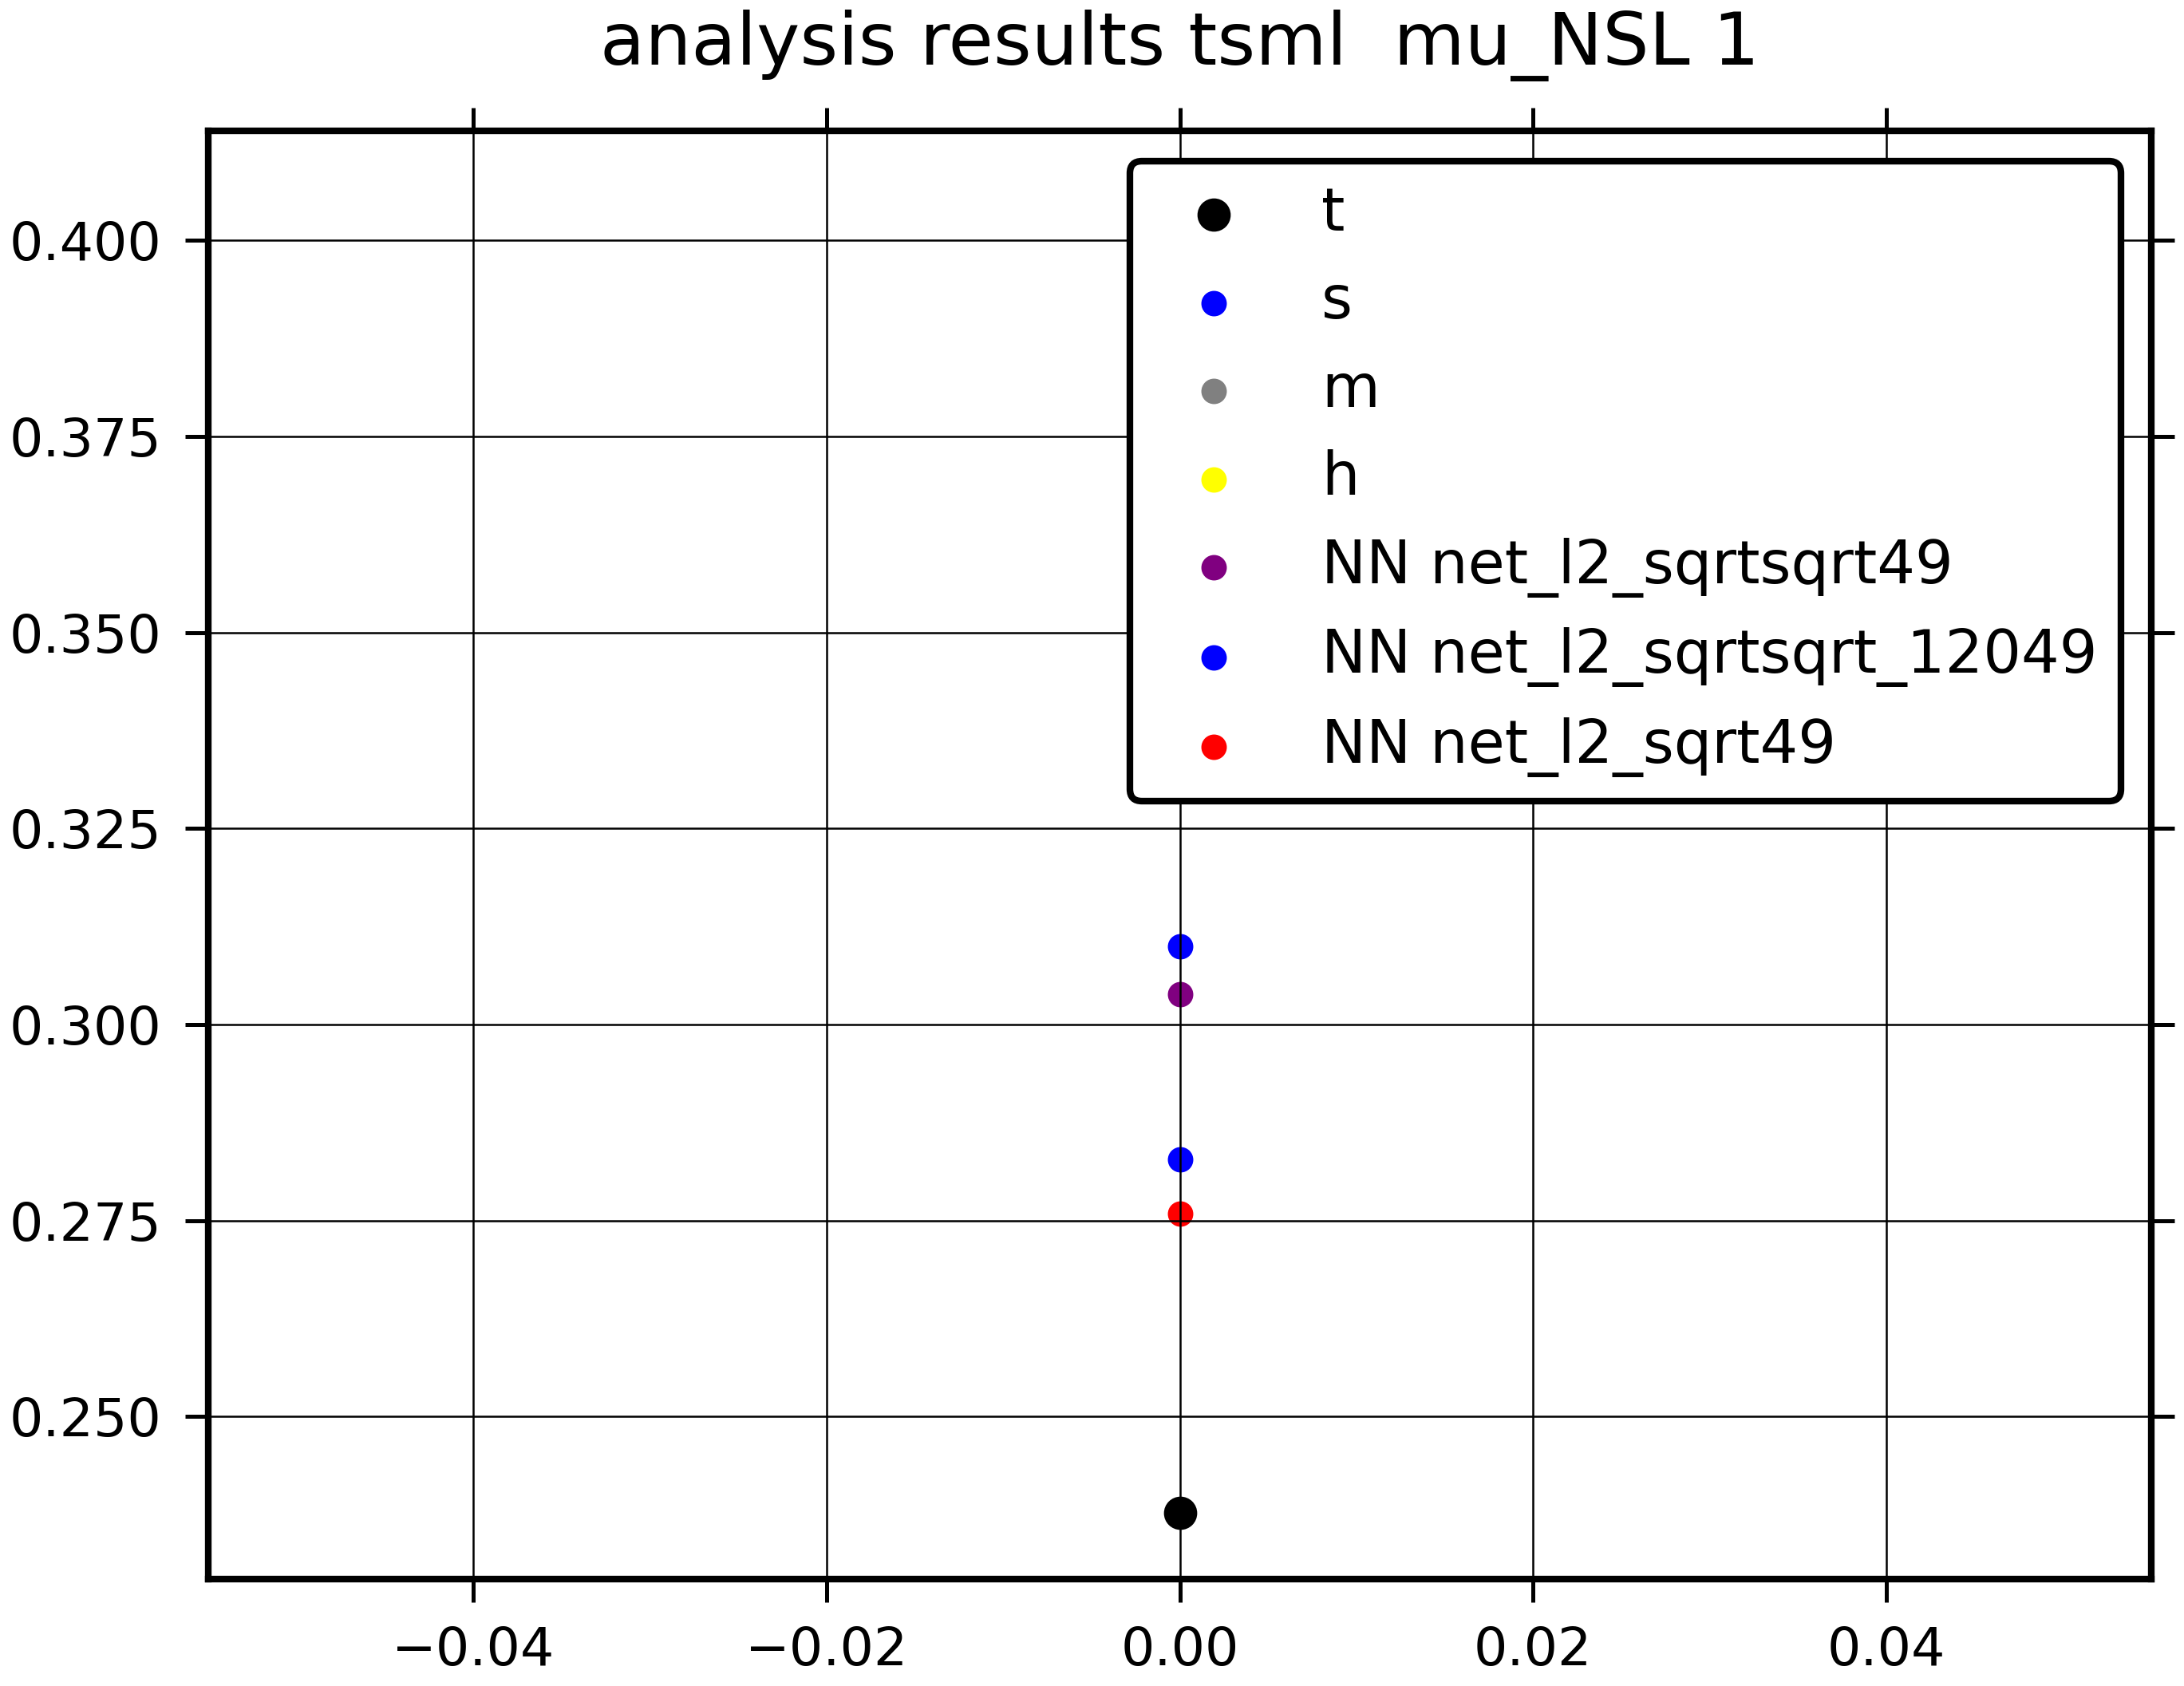 analysis results tsml  mu_NSL 1
0.400
0.375
0.350
0.325
0.300
0.275
0.250
t
s
m
h
NN net_l2_sqrtsqrt49
NN net_l2_sqrtsqrt_12049
NN net_l2_sqrt49
−0.04 −0.02 0.00 0.02 0.04